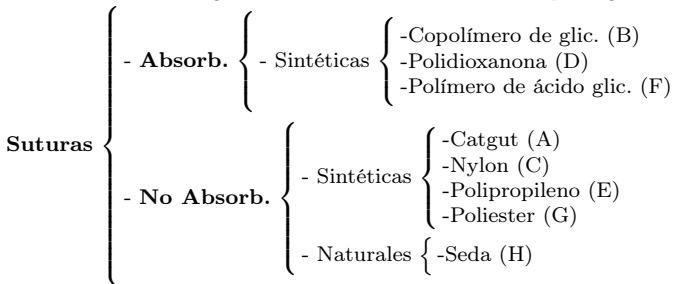 Suturas
- Absorb.
- Sintéticas
-Copolímero de glic. (B)
-Polidioxanona (D)
-Polímero de ácido glic. (F)
- No Absorb.
- Sintéticas
-Catgut (A)
-Nylon (C)
-Polipropileno (E)
-Poliester (G)
- Naturales
-Seda (H)